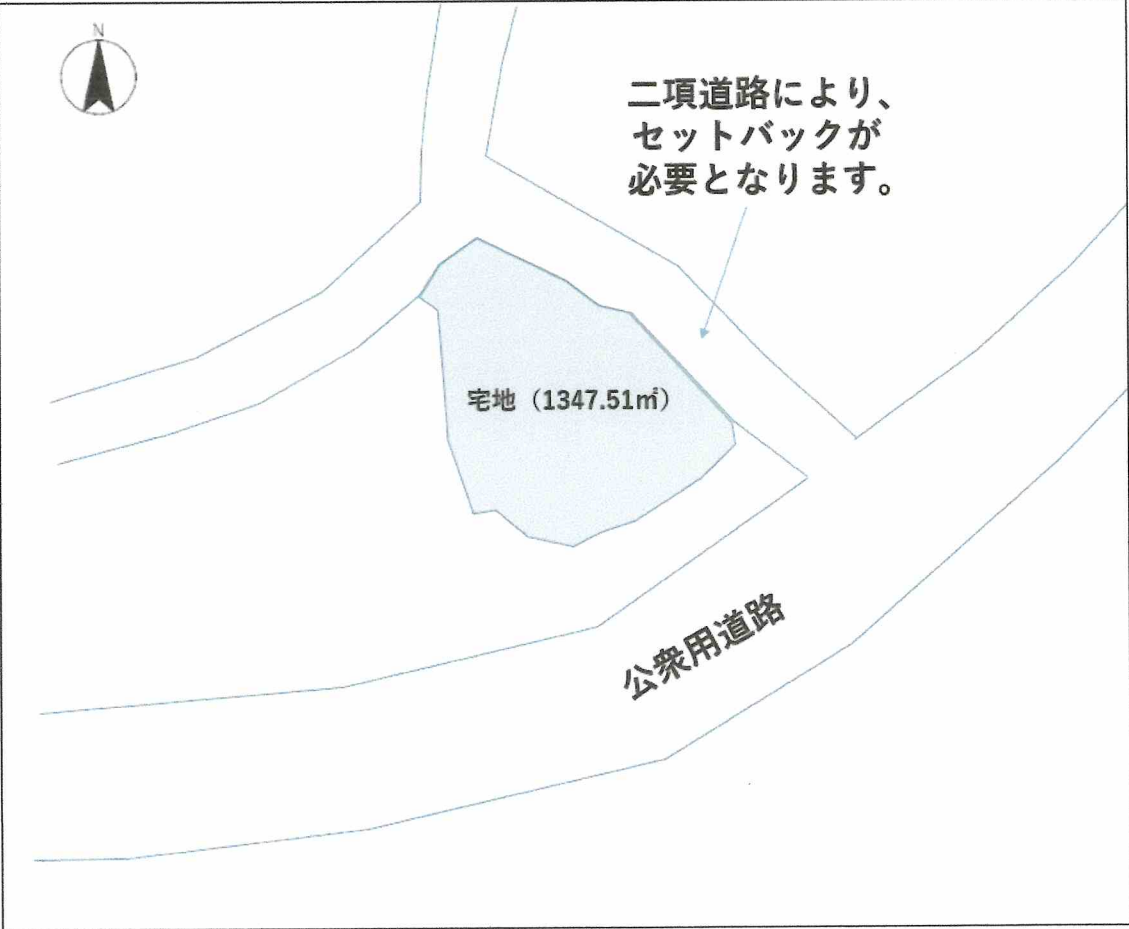 N
二項道路により、
セットバックが
必要となります。
宅地（1347.51㎡）
公衆用道路